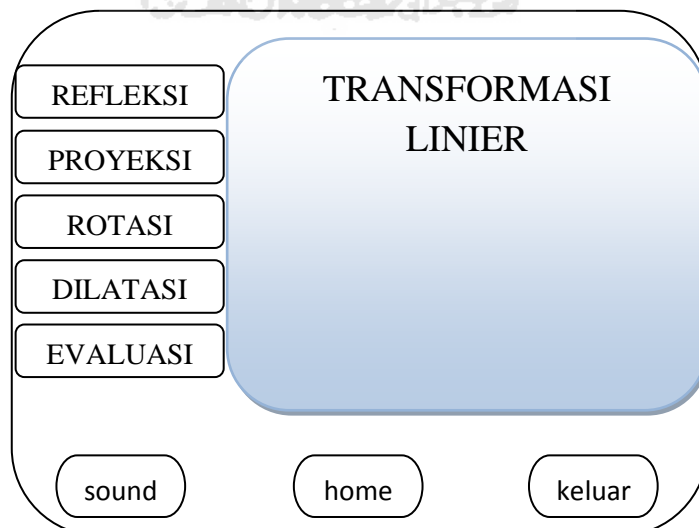 TRANSFORMASI
LINIER
REFLEKSI
PROYEKSI
ROTASI
DILATASI
EVALUASI
sound
home
keluar